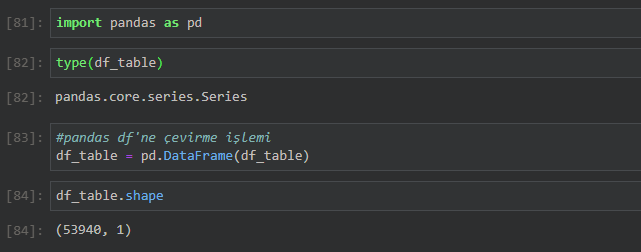 [81]: import pandas as pd
[82]: type(df_table)
[82]: pandas.core.series.Series
[83]: #pandas df'ne çevirme işlemi
df_table = pd.DataFrame(df_table)
[84]: df_table.shape
[84]: (53940, 1)